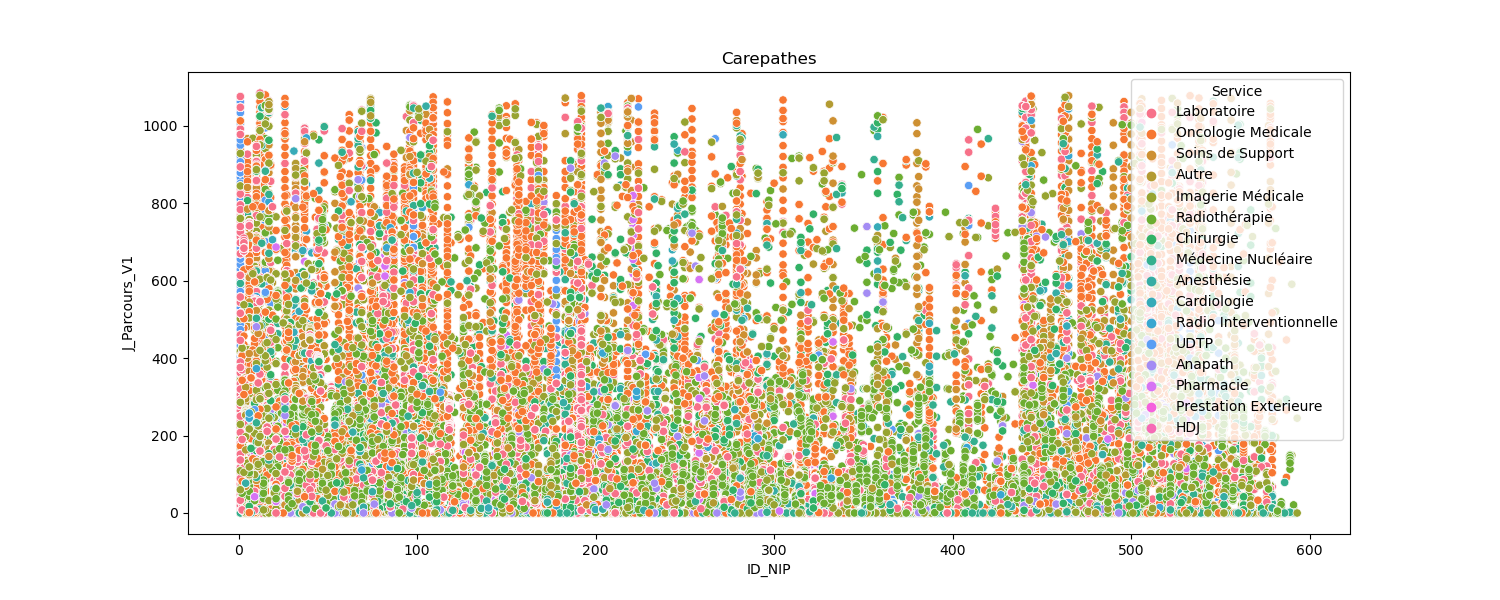 Carepathes
J_Parcours_V1
1000
800
600
400
200
0
0 100 200 300 400 500 600
ID_NIP
Service
Laboratoire
Oncologie Medicale
Soins de Support
Autre
Imagerie Médicale
Radiothérapie
Chirurgie
Médecine Nucléaire
Anesthésie
Cardiologie
Radio Interventionnelle
UDTP
Anapath
Pharmacie
Prestation Exterieure
HDJ